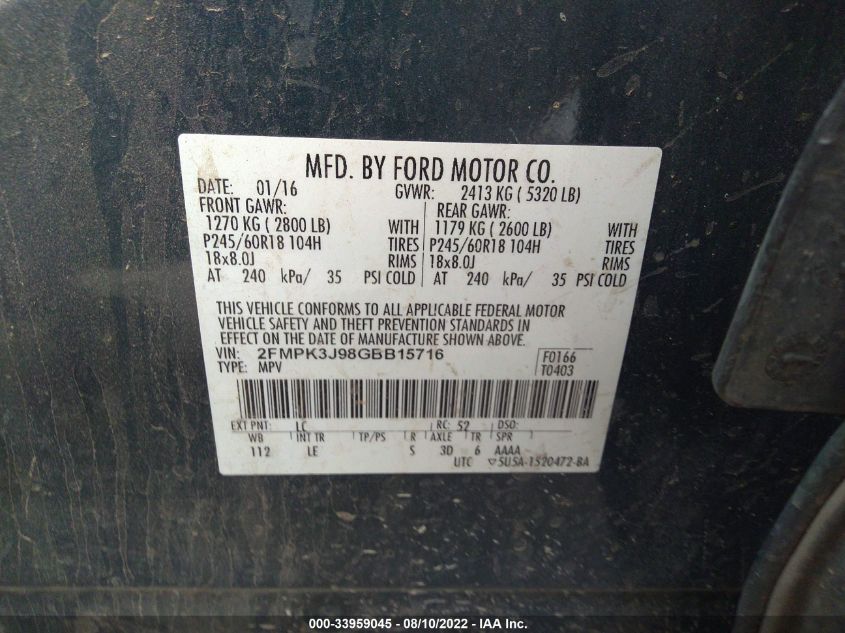 MFD. BY FORD MOTOR CO.
DATE: 01/16 GVWR: 2413 KG ( 5320 LB)
FRONT GAWR: REAR GAWR:
1270 KG ( 2800 LB) WITH 1179 KG ( 2600 LB) WITH
P245/60R18 104H TIRES P245/60R18 104H TIRES
18x8.0J RIMS 18x8.0J RIMS
AT 240 kPa/ 35 PSI COLD AT 240 kPa/ 35 PSI COLD
THIS VEHICLE CONFORMS TO ALL APPLICABLE FEDERAL MOTOR
VEHICLE SAFETY AND THEFT PREVENTION STANDARDS IN
EFFECT ON THE DATE OF MANUFACTURE SHOWN ABOVE.
VIN: 2FMPK3J98GBB15716 F0166
TYPE: MPV T0403
EXT PNT: LC RC: 52 DSO:
WB INT TR TP/PS R AXLE TR SPR
112 LE S 3D 6 AAAA
UTC ▽5U5A-1520472-BA
000-33959045 - 08/10/2022 - IAA Inc.